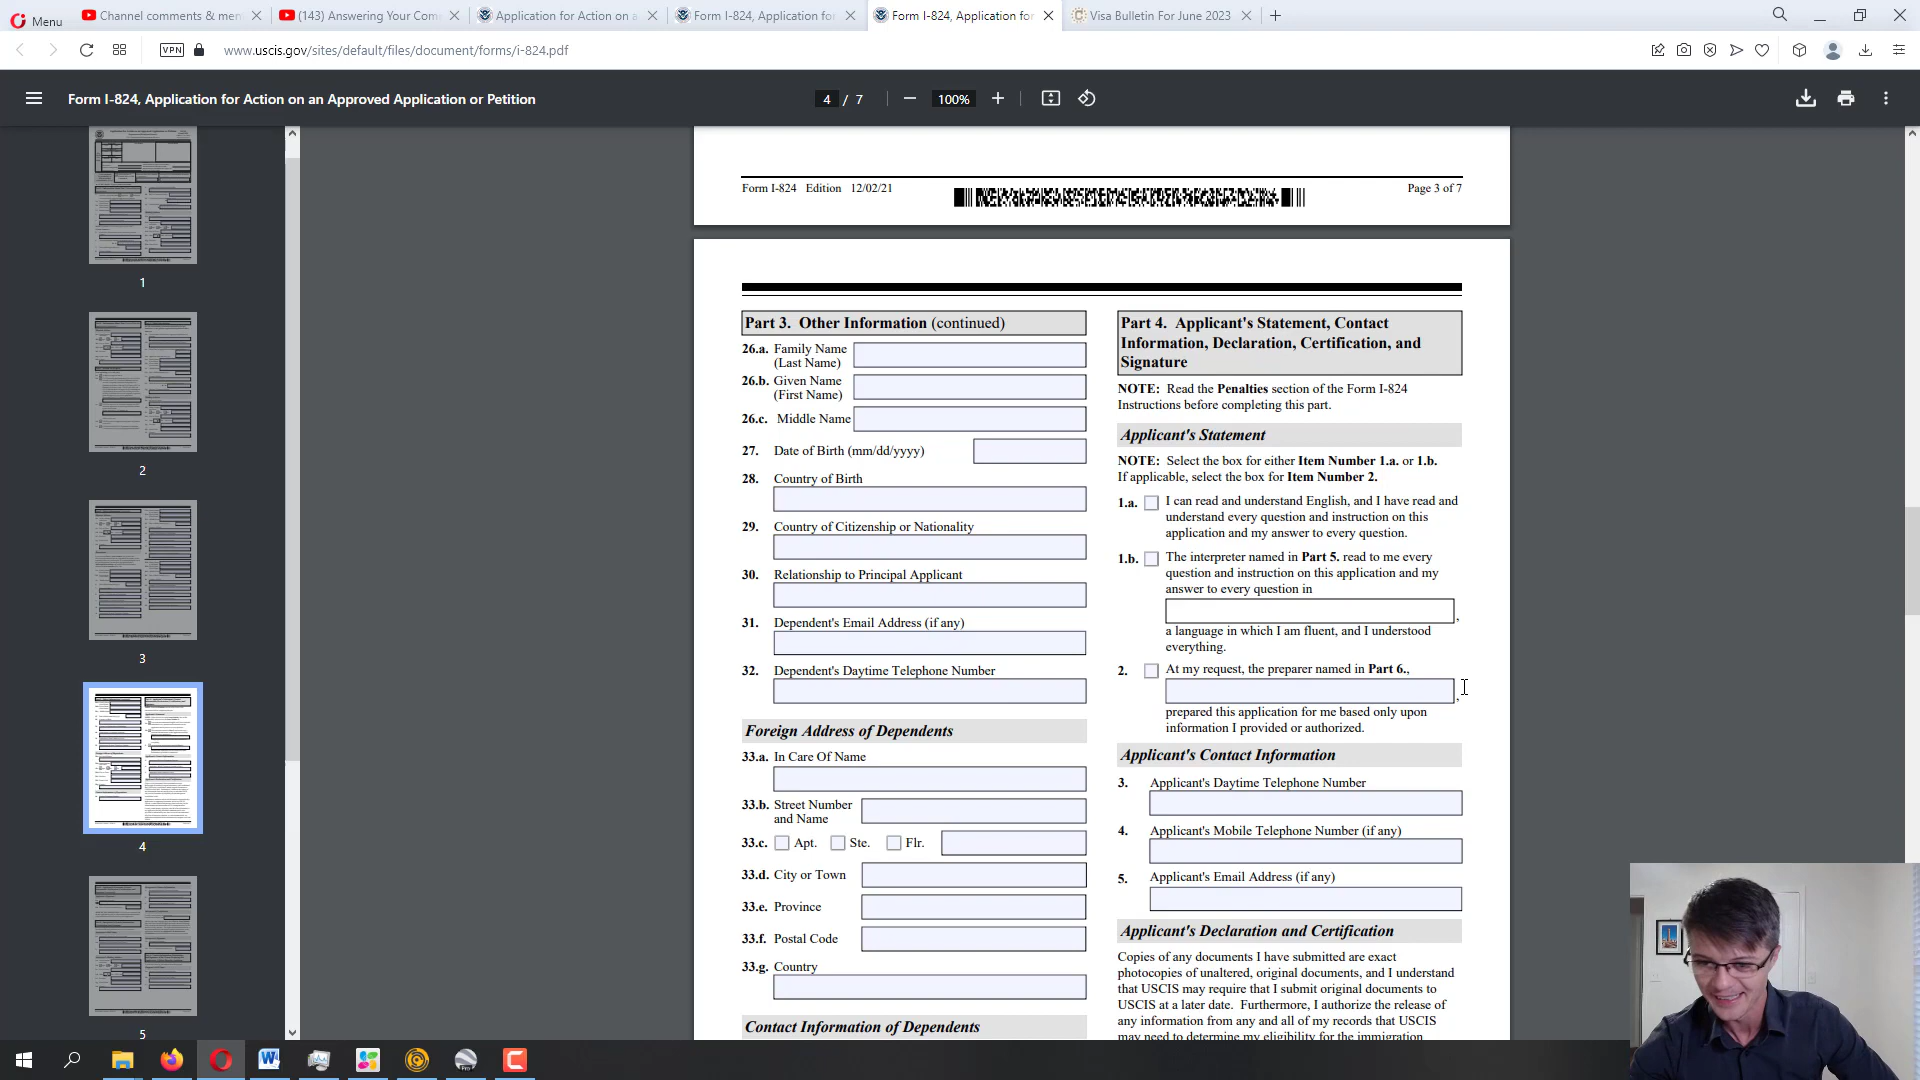 Menu
Channel comments & men
(143) Answering Your Com
Application for Action on a
Form I-824, Application fo
Form I-824, Application for
Visa Bulletin For June 2023
VPN
www.uscis.gov/sites/default/files/document/forms/i-824.pdf
Form I-824, Application for Action on an Approved Application or Petition
4 / 7
100%
1
2
3
4
5
Form I-824 Edition 12/02/21
Page 3 of 7
Part 3. Other Information (continued)
26.a. Family Name
(Last Name)
26.b. Given Name
(First Name)
26.c. Middle Name
27. Date of Birth (mm/dd/yyyy)
28. Country of Birth
29. Country of Citizenship or Nationality
30. Relationship to Principal Applicant
31. Dependent's Email Address (if any)
32. Dependent's Daytime Telephone Number
Foreign Address of Dependents
33.a. In Care Of Name
33.b. Street Number
and Name
33.c. Apt. Ste. Flr.
33.d. City or Town
33.e. Province
33.f. Postal Code
33.g. Country
Contact Information of Dependents
Part 4. Applicant's Statement, Contact
Information, Declaration, Certification, and
Signature
NOTE: Read the Penalties section of the Form I-824
Instructions before completing this part.
Applicant's Statement
NOTE: Select the box for either Item Number 1.a. or 1.b.
If applicable, select the box for Item Number 2.
1.a. I can read and understand English, and I have read and
understand every question and instruction on this
application and my answer to every question.
1.b. The interpreter named in Part 5. read to me every
question and instruction on this application and my
answer to every question in
,
a language in which I am fluent, and I understood
everything.
2. At my request, the preparer named in Part 6.,
,
prepared this application for me based only upon
information I provided or authorized.
Applicant's Contact Information
3. Applicant's Daytime Telephone Number
4. Applicant's Mobile Telephone Number (if any)
5. Applicant's Email Address (if any)
Applicant's Declaration and Certification
Copies of any documents I have submitted are exact
photocopies of unaltered, original documents, and I understand
that USCIS may require that I submit original documents to
USCIS at a later date. Furthermore, I authorize the release of
any information from any and all of my records that USCIS
may need to determine my eligibility for the immigration